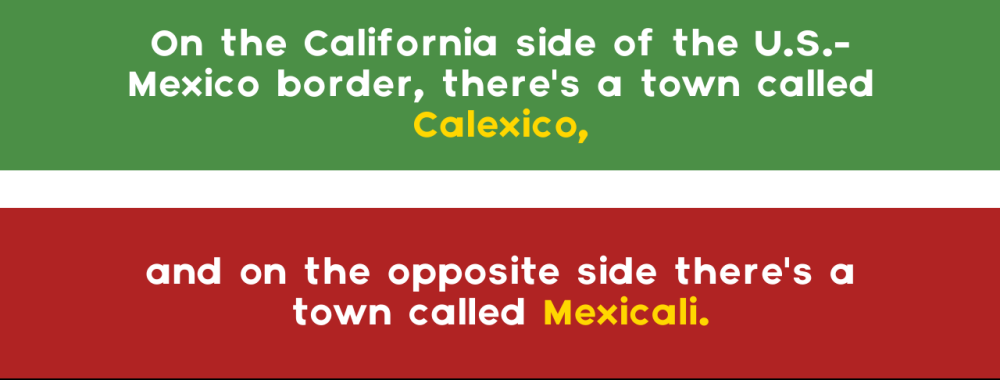 On the California side of the U.S.-
Mexico border, there's a town called
Calexico,
and on the opposite side there's a
town called Mexicali.